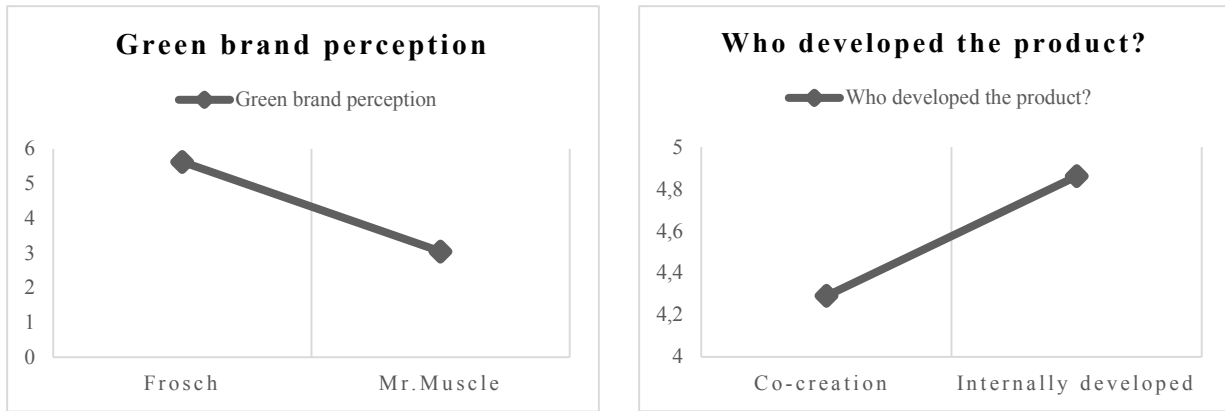 Green brand perception
Green brand perception
6
5
4
3
2
1
0
Frosch Mr.Muscle
Who developed the product?
Who developed the product?
5
4,8
4,6
4,4
4,2
4
Co-creation Internally developed